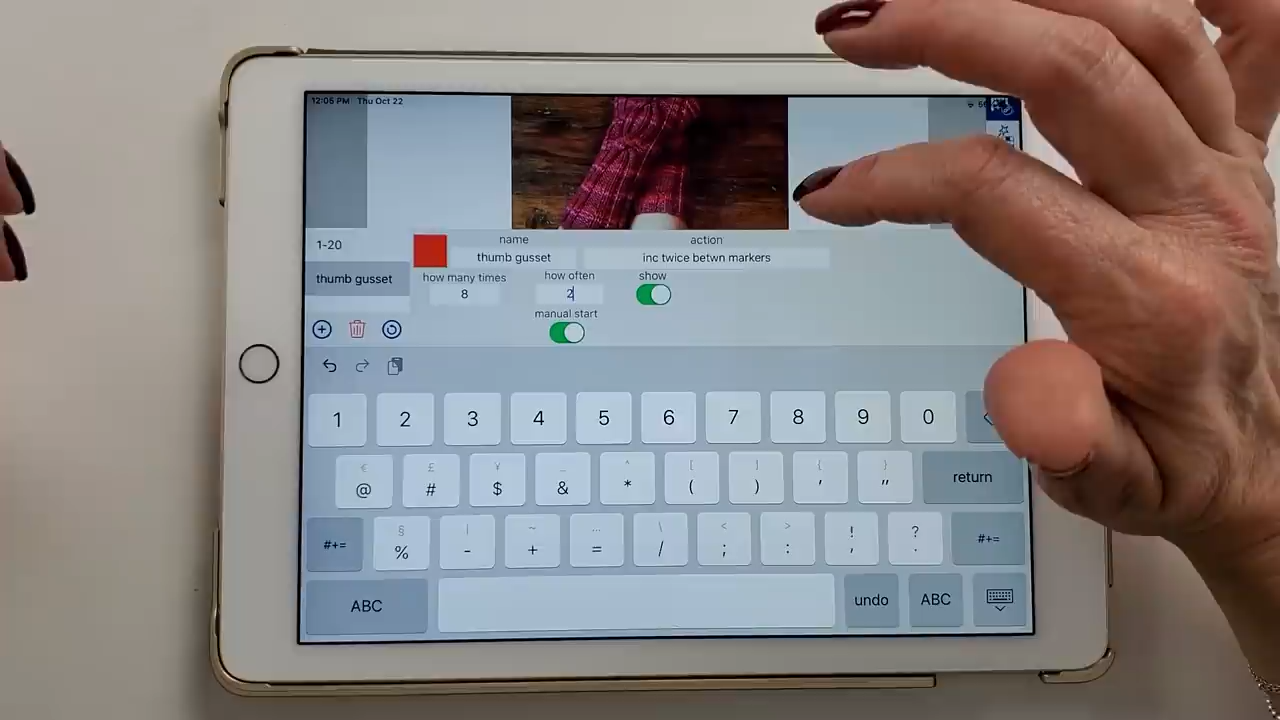 12:05 PM Thu Oct 22
1-20
name
action
thumb gusset
inc twice betwn markers
thumb gusset
how many times
how often
show
8
2
manual start
1 2 3 4 5 6 7 8 9 0
€ £ ¥ _ ^ [ ] { }
@ # $ & * ( ) ' "
return
§ | ~ … \ < > ! ?
#+= % - + = / ; : , . #+=
ABC
undo
ABC